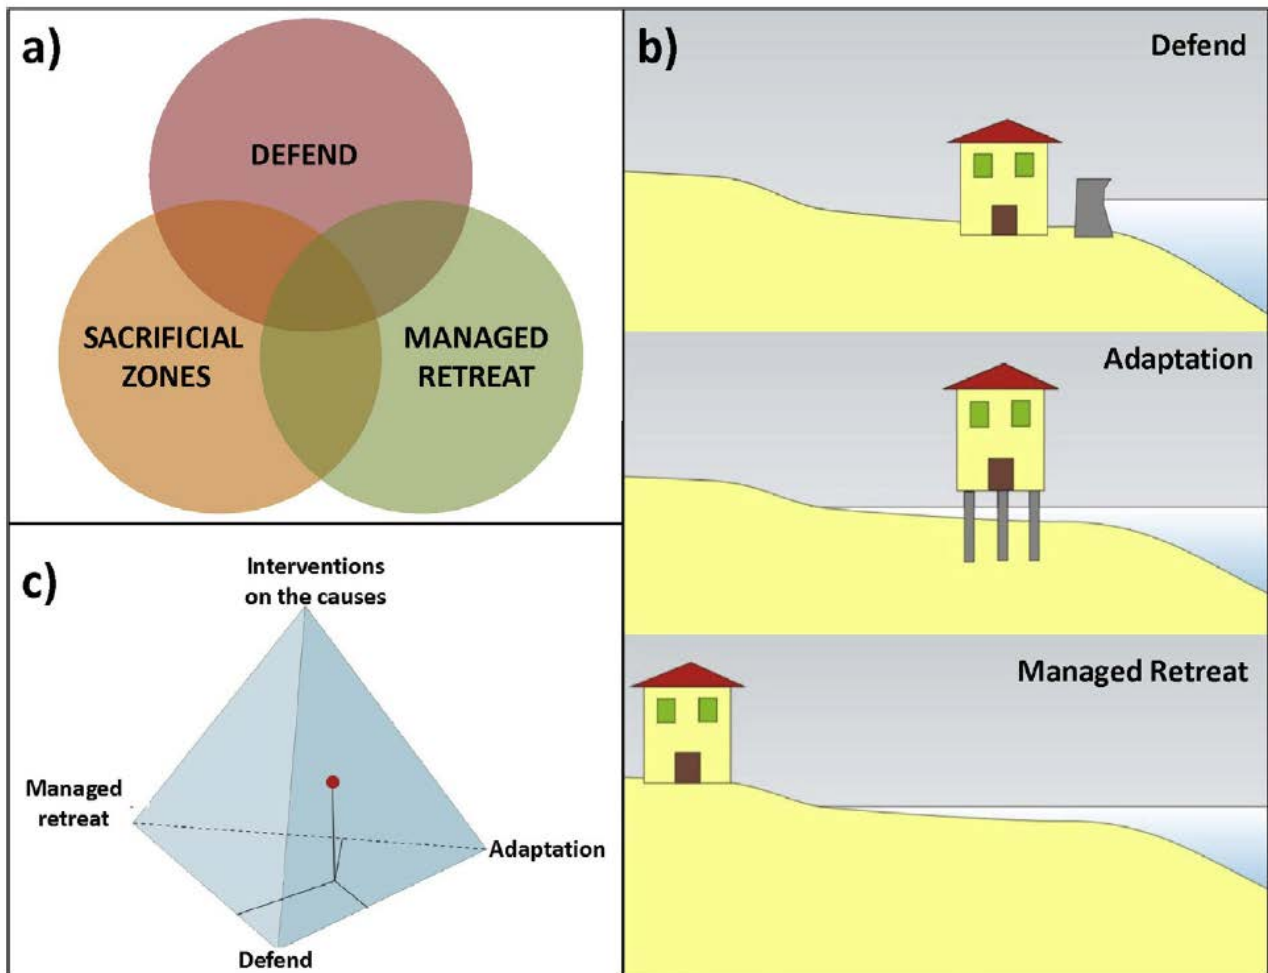 a)
DEFEND
SACRIFICIAL
ZONES
MANAGED
RETREAT
b)
Defend
Adaptation
Managed Retreat
c)
Interventions
on the causes
Managed
retreat
Adaptation
Defend